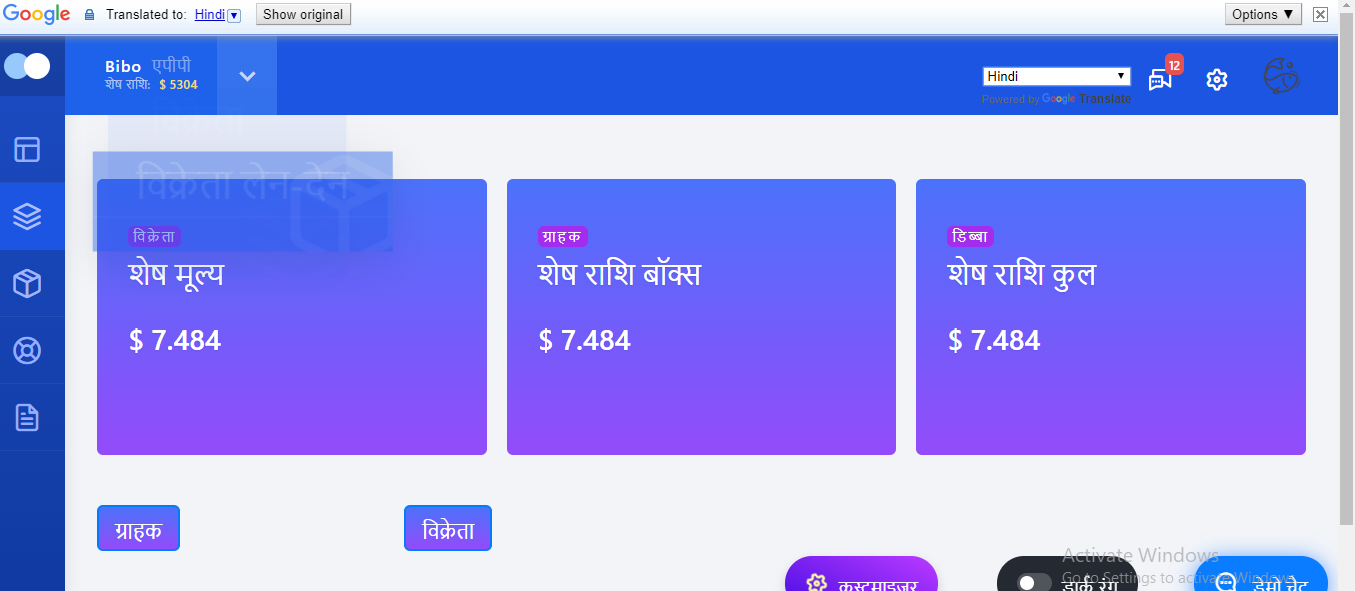 Google Translated to: Hindi Show original Options ▼
Bibo एपीपी
शेष राशि: $ 5304
Hindi
12
Powered by Google Translate
विक्रेता लेन-देन
विक्रेता
शेष मूल्य
$ 7.484
ग्राहक
शेष राशि बॉक्स
$ 7.484
डिब्बा
शेष राशि कुल
$ 7.484
ग्राहक
विक्रेता
कस्टमाइज़र
डार्क रंग
डेमो चैट
Activate Windows
Go to Settings to activate Windows.